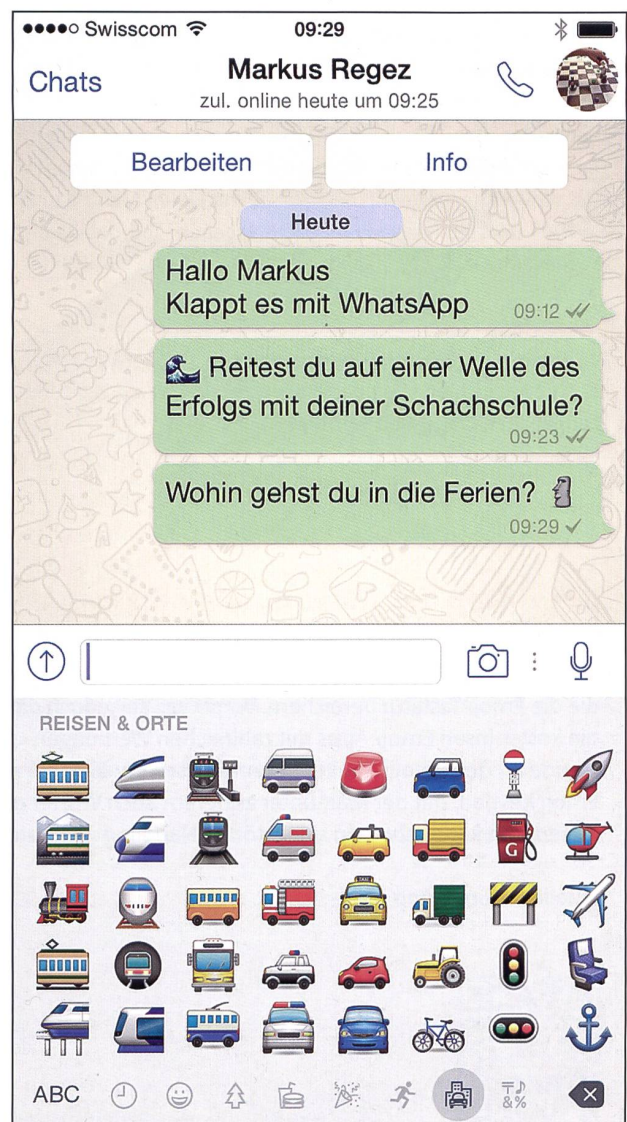 Swisscom 09:29
Chats Markus Regez
zul. online heute um 09:25
Bearbeiten Info
Heute
Hallo Markus
Klappt es mit WhatsApp 09:12
Reitest du auf einer Welle des
Erfolgs mit deiner Schachschule?
09:23
Wohin gehst du in die Ferien?
09:29
REISEN & ORTE
G
TAXI
ABC &%